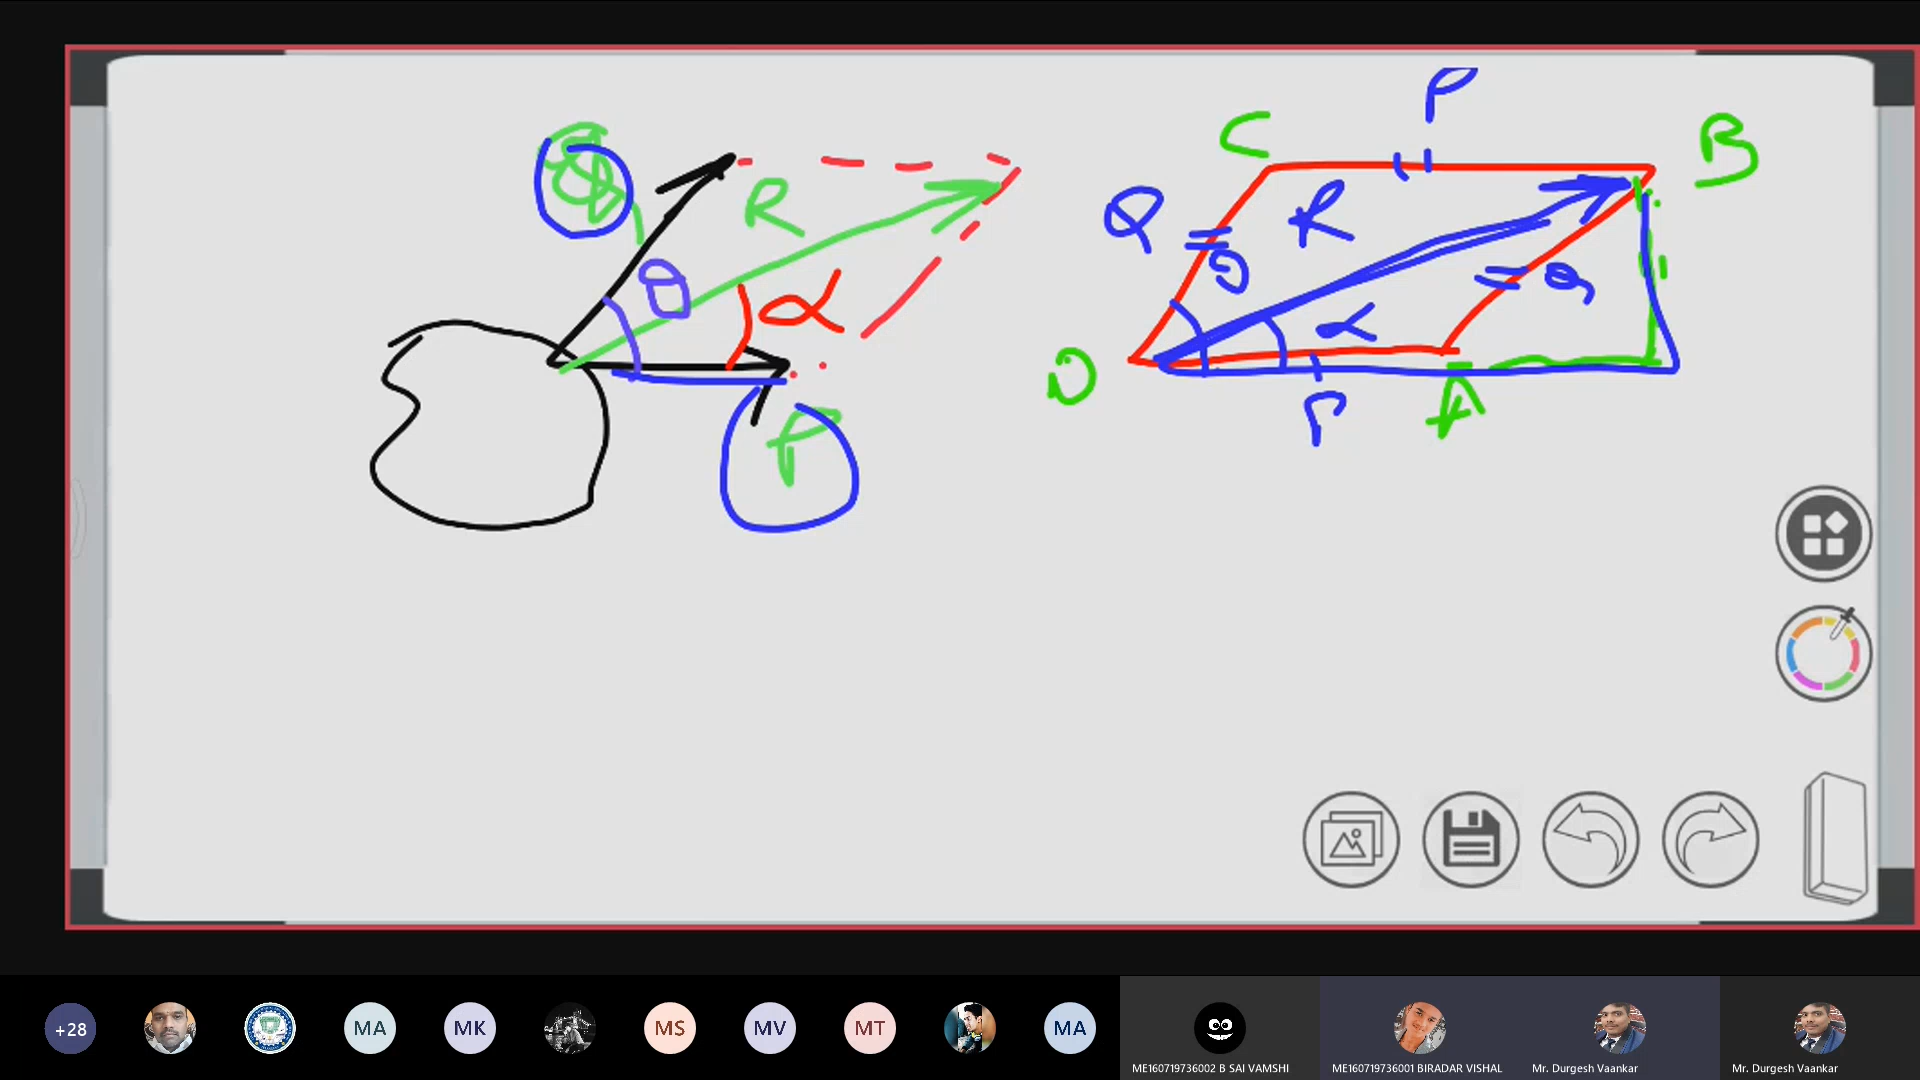 P
C
B
Q
R
R
Q
θ
θ
α
α
O
P
P
A
+28
MA
MK
MS
MV
MT
MA
ME160719736002 B SAI VAMSHI
ME160719736001 BIRADAR VISHAL
Mr. Durgesh Vaankar
Mr. Durgesh Vaankar